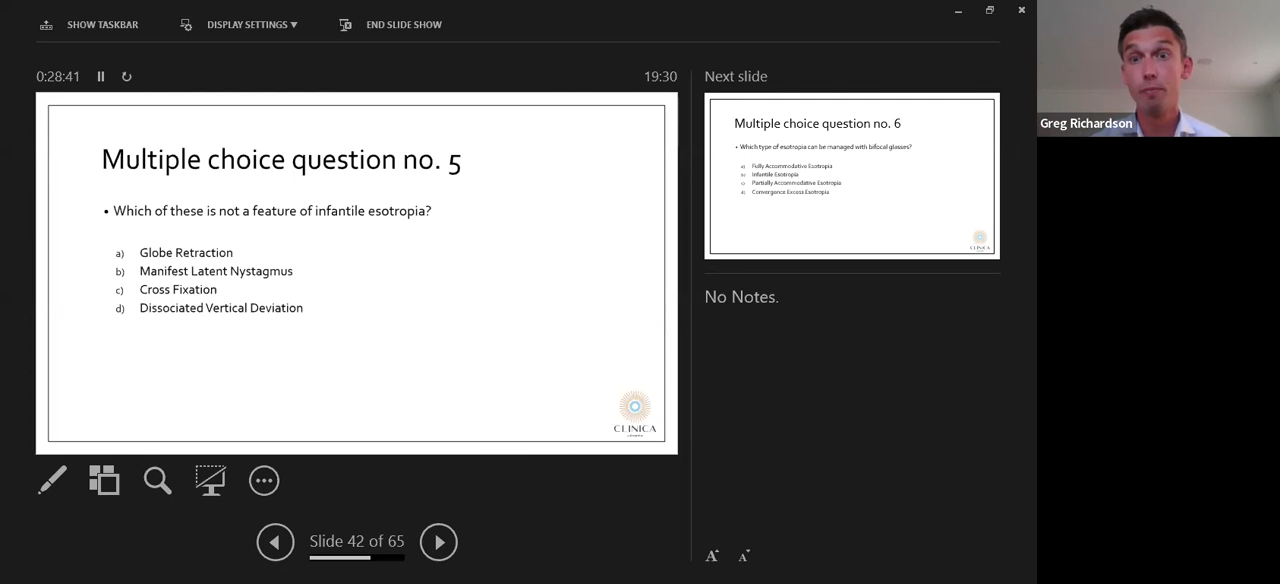 SHOW TASKBAR
DISPLAY SETTINGS ▼
END SLIDE SHOW
0:28:41
19:30
Multiple choice question no. 5
• Which of these is not a feature of infantile esotropia?
a) Globe Retraction
b) Manifest Latent Nystagmus
c) Cross Fixation
d) Dissociated Vertical Deviation
CLINICA
LONDON
Slide 42 of 65
Next slide
Multiple choice question no. 6
• Which type of esotropia can be managed with bifocal glasses?
a) Fully Accommodative Esotropia
b) Infantile Esotropia
c) Partially Accommodative Esotropia
d) Convergence Excess Esotropia
CLINICA
No Notes.
A A
Greg Richardson